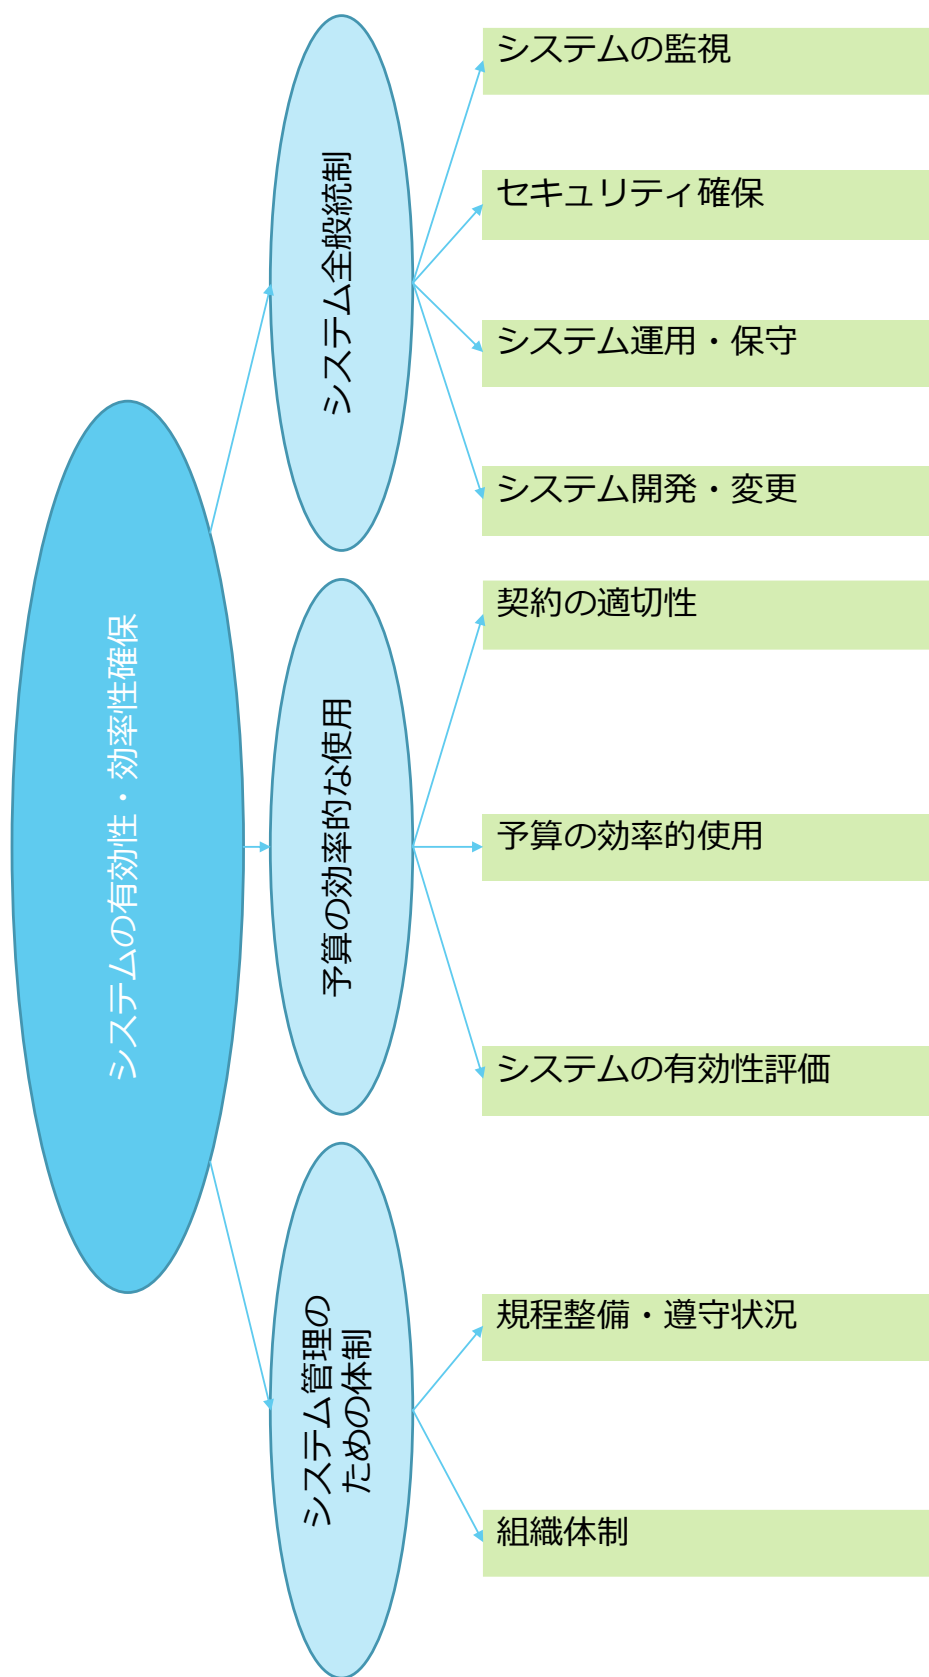 システムの有効性・効率性確保
システム全般統制
システムの監視
セキュリティ確保
システム運用・保守
システム開発・変更
予算の効率的な使用
契約の適切性
予算の効率的使用
システムの有効性評価
システム管理の
ための体制
規程整備・遵守状況
組織体制